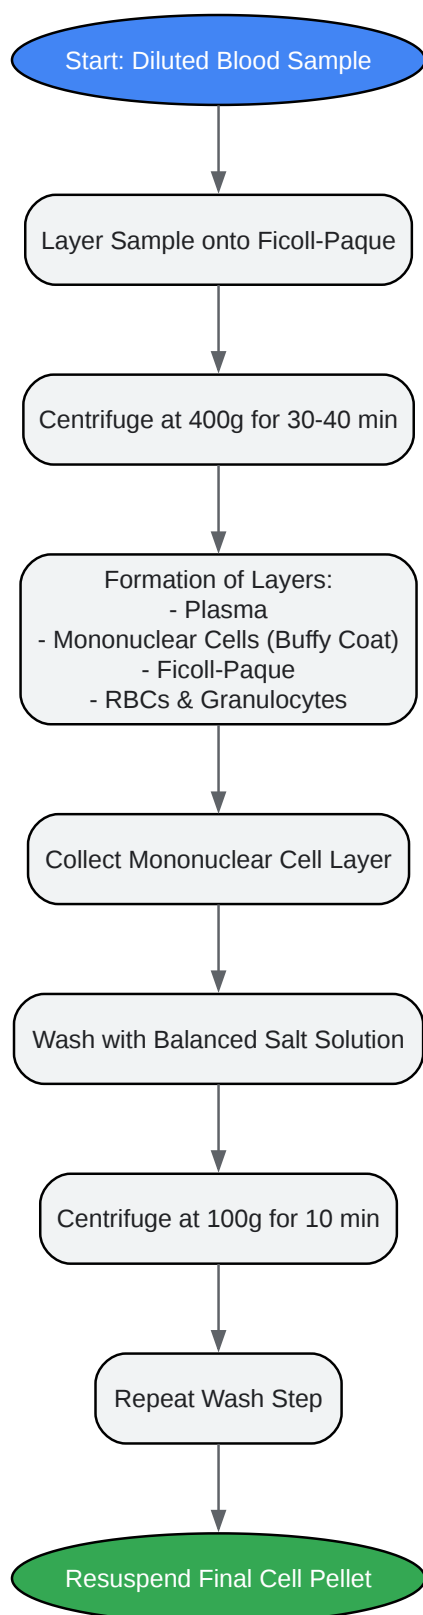 Start: Diluted Blood Sample
Layer Sample onto Ficoll-Paque
Centrifuge at 400g for 30-40 min
Formation of Layers:
- Plasma
- Mononuclear Cells (Buffy Coat)
- Ficoll-Paque
- RBCs & Granulocytes
Collect Mononuclear Cell Layer
Wash with Balanced Salt Solution
Centrifuge at 100g for 10 min
Repeat Wash Step
Resuspend Final Cell Pellet